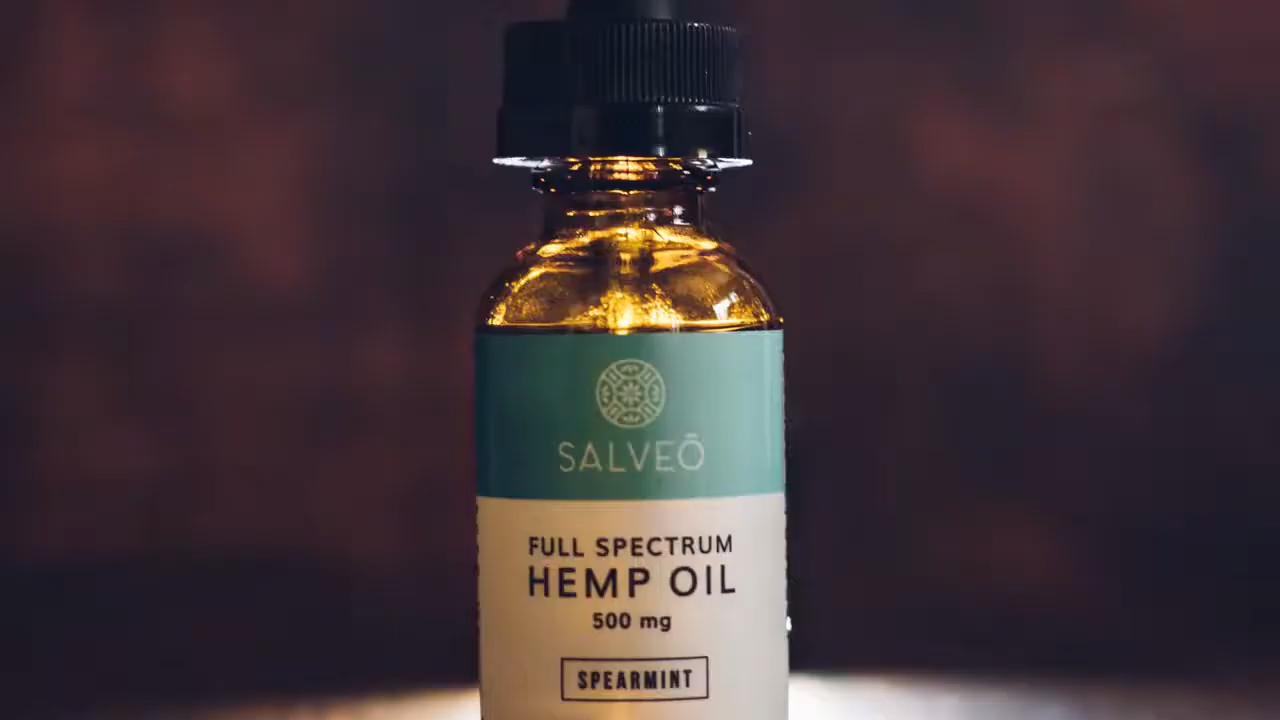 SALVEŌ
FULL SPECTRUM
HEMP OIL
500 mg
SPEARMINT